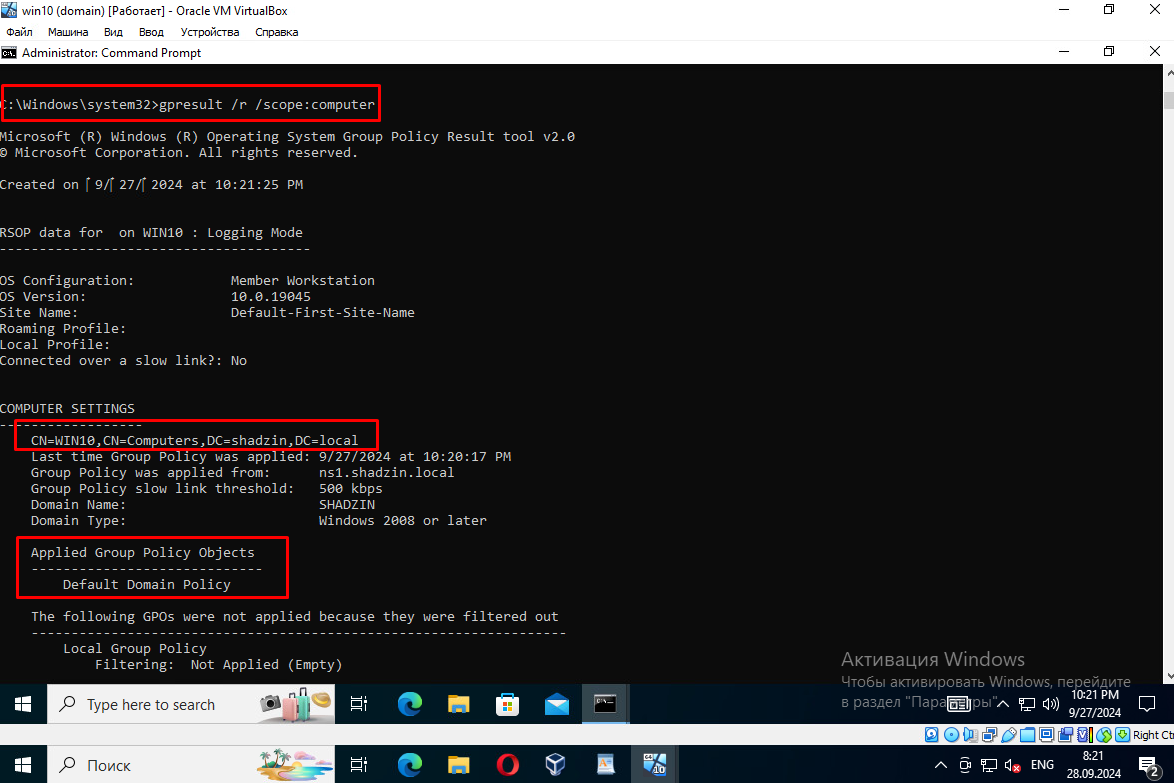 win10 (domain) [Работает] - Oracle VM VirtualBox
Файл Машина Вид Ввод Устройства Справка
Administrator: Command Prompt
C:\Windows\system32>gpresult /r /scope:computer
Microsoft (R) Windows (R) Operating System Group Policy Result tool v2.0
© Microsoft Corporation. All rights reserved.
Created on 9/27/2024 at 10:21:25 PM
RSOP data for  on WIN10 : Logging Mode
---------------------------------------
OS Configuration: Member Workstation
OS Version: 10.0.19045
Site Name: Default-First-Site-Name
Roaming Profile:
Local Profile:
Connected over a slow link?: No
COMPUTER SETTINGS
------------------
CN=WIN10,CN=Computers,DC=shadzin,DC=local
Last time Group Policy was applied: 9/27/2024 at 10:20:17 PM
Group Policy was applied from: ns1.shadzin.local
Group Policy slow link threshold: 500 kbps
Domain Name: SHADZIN
Domain Type: Windows 2008 or later
Applied Group Policy Objects
-----------------------------
Default Domain Policy
The following GPOs were not applied because they were filtered out
-------------------------------------------------------------------
Local Group Policy
Filtering: Not Applied (Empty)
Активация Windows
Чтобы активировать Windows, перейдите
в раздел "Параметры".
Type here to search
10:21 PM
9/27/2024
Right Ct
Поиск
ENG
8:21
28.09.2024
2